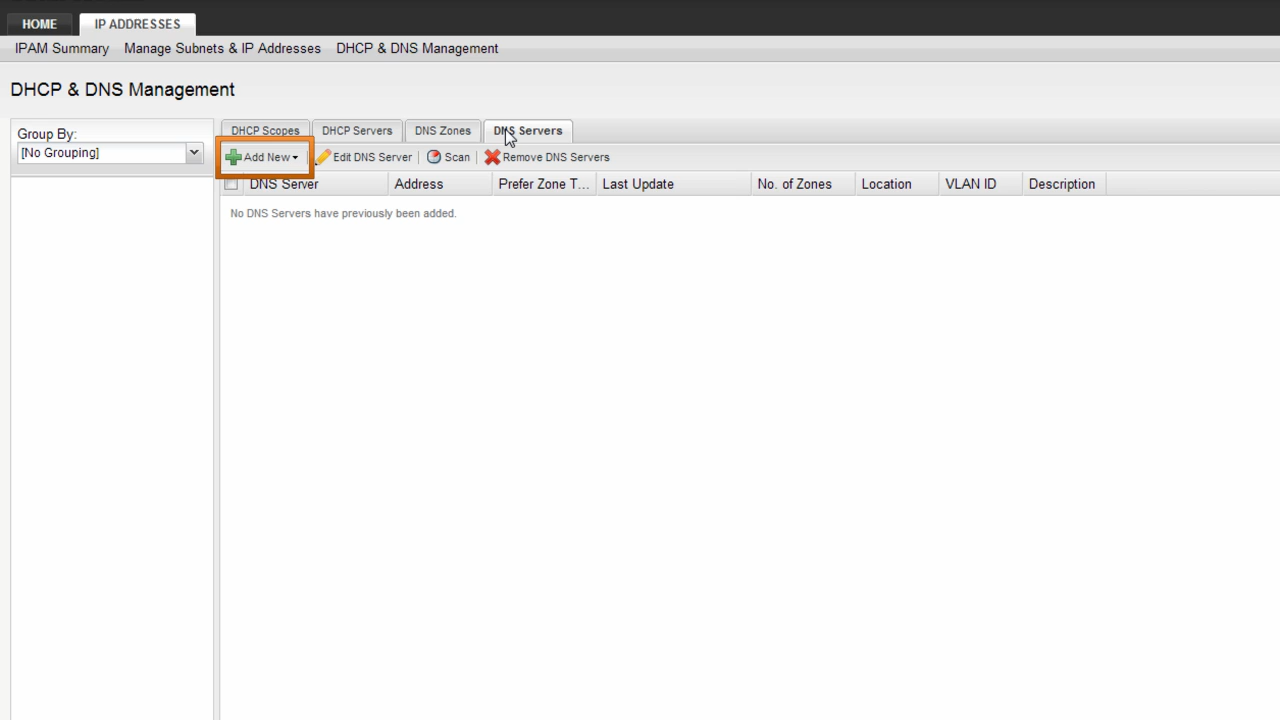 HOME IP ADDRESSES
IPAM Summary Manage Subnets & IP Addresses DHCP & DNS Management
DHCP & DNS Management
Group By:
[No Grouping]
DHCP Scopes DHCP Servers DNS Zones DNS Servers
Add New Edit DNS Server Scan Remove DNS Servers
DNS Server Address Prefer Zone T... Last Update No. of Zones Location VLAN ID Description
No DNS Servers have previously been added.